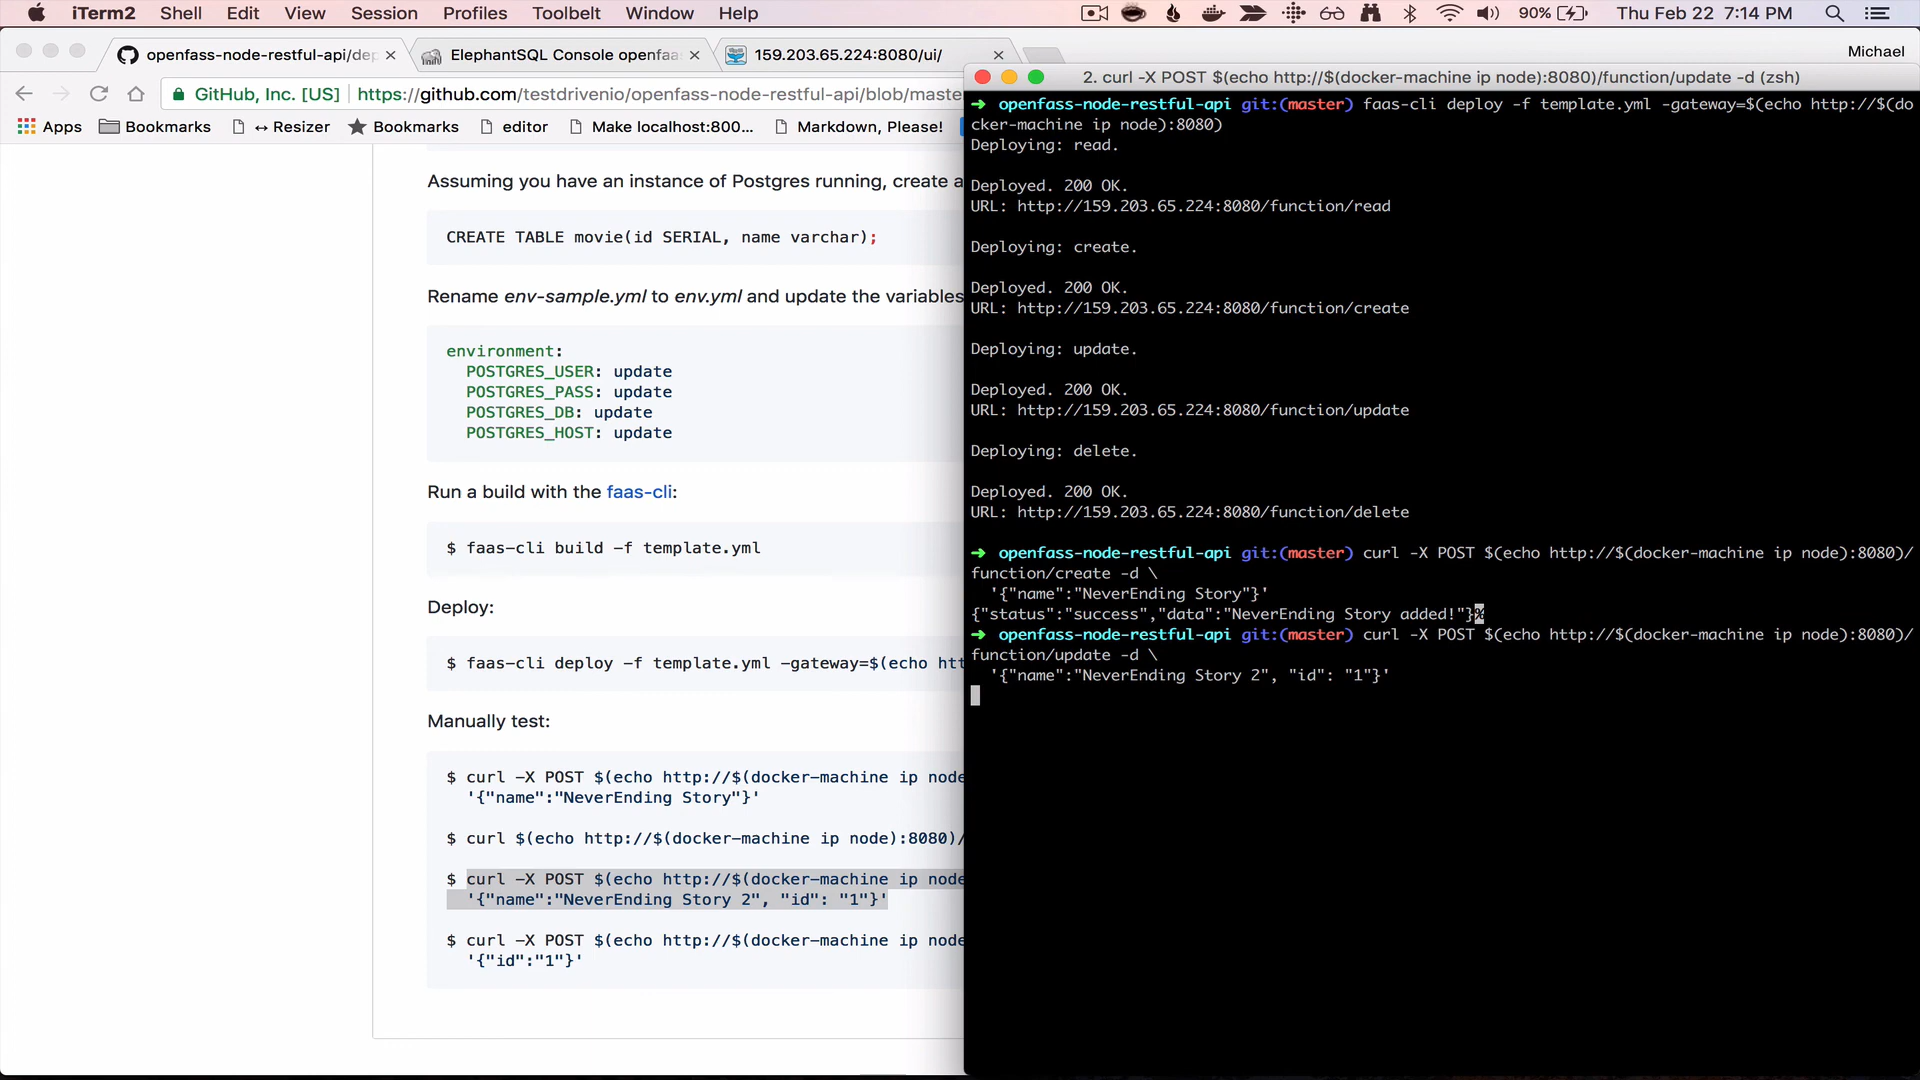 iTerm2 Shell Edit View Session Profiles Toolbelt Window Help 90% Thu Feb 22 7:14 PM
openfass-node-restful-api/dep ElephantSQL Console openfaas 159.203.65.224:8080/ui/ Michael
GitHub, Inc. [US] https://github.com/testdrivenio/openfass-node-restful-api/blob/maste
Apps Bookmarks ↔ Resizer Bookmarks editor Make localhost:800... Markdown, Please!
Assuming you have an instance of Postgres running, create a
CREATE TABLE movie(id SERIAL, name varchar);
Rename env-sample.yml to env.yml and update the variables
environment:
POSTGRES_USER: update
POSTGRES_PASS: update
POSTGRES_DB: update
POSTGRES_HOST: update
Run a build with the faas-cli:
$ faas-cli build -f template.yml
Deploy:
$ faas-cli deploy -f template.yml -gateway=$(echo htt
Manually test:
$ curl -X POST $(echo http://$(docker-machine ip node
'{"name":"NeverEnding Story"}'
$ curl $(echo http://$(docker-machine ip node):8080)/
$ curl -X POST $(echo http://$(docker-machine ip node
'{"name":"NeverEnding Story 2", "id": "1"}'
$ curl -X POST $(echo http://$(docker-machine ip node
'{"id":"1"}'
2. curl -X POST $(echo http://$(docker-machine ip node):8080)/function/update -d (zsh)
➜ openfass-node-restful-api git:(master) faas-cli deploy -f template.yml -gateway=$(echo http://$(do
cker-machine ip node):8080)
Deploying: read.
Deployed. 200 OK.
URL: http://159.203.65.224:8080/function/read
Deploying: create.
Deployed. 200 OK.
URL: http://159.203.65.224:8080/function/create
Deploying: update.
Deployed. 200 OK.
URL: http://159.203.65.224:8080/function/update
Deploying: delete.
Deployed. 200 OK.
URL: http://159.203.65.224:8080/function/delete
➜ openfass-node-restful-api git:(master) curl -X POST $(echo http://$(docker-machine ip node):8080)/
function/create -d \
'{"name":"NeverEnding Story"}'
{"status":"success","data":"NeverEnding Story added!"}%
➜ openfass-node-restful-api git:(master) curl -X POST $(echo http://$(docker-machine ip node):8080)/
function/update -d \
'{"name":"NeverEnding Story 2", "id": "1"}'